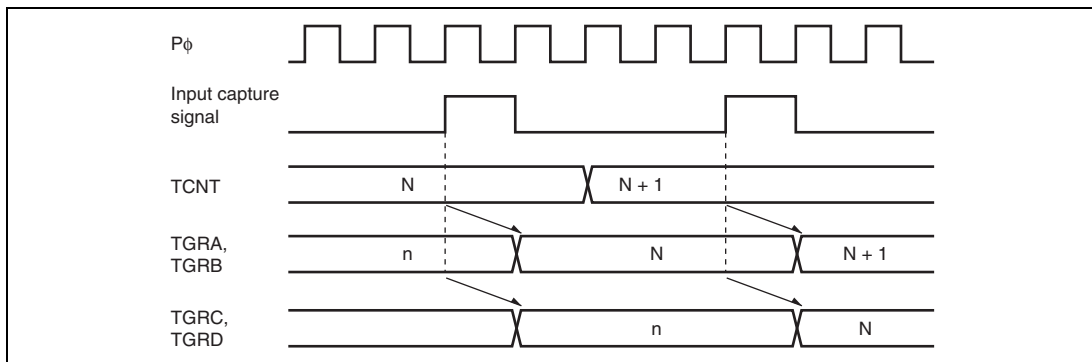 Pϕ
Input capture
signal
TCNT
N
N + 1
TGRA,
TGRB
n
N
N + 1
TGRC,
TGRD
n
N